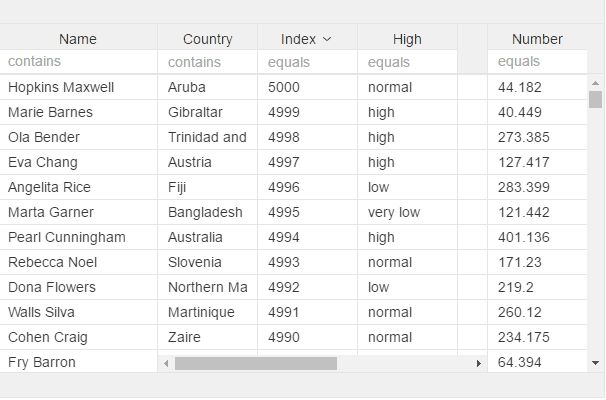 Name Country Index High Number
contains contains equals equals equals
Hopkins Maxwell Aruba 5000 normal 44.182
Marie Barnes Gibraltar 4999 high 40.449
Ola Bender Trinidad and 4998 high 273.385
Eva Chang Austria 4997 high 127.417
Angelita Rice Fiji 4996 low 283.399
Marta Garner Bangladesh 4995 very low 121.442
Pearl Cunningham Australia 4994 high 401.136
Rebecca Noel Slovenia 4993 normal 171.23
Dona Flowers Northern Ma 4992 low 219.2
Walls Silva Martinique 4991 normal 260.12
Cohen Craig Zaire 4990 normal 234.175
Fry Barron 64.394